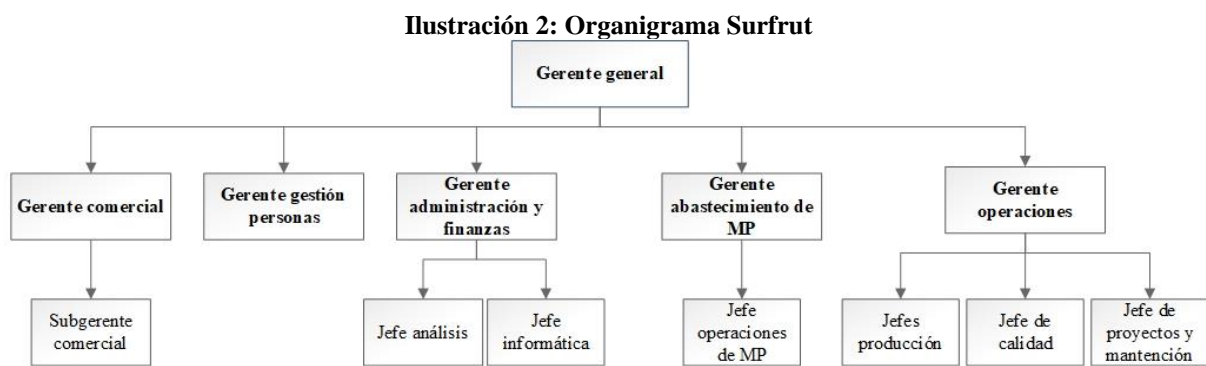 Ilustración 2: Organigrama Surfrut
Gerente general
Gerente comercial
Gerente gestión
personas
Gerente
administración y
finanzas
Gerente
abastecimiento de
MP
Gerente
operaciones
Subgerente
comercial
Jefe análisis
Jefe
informática
Jefe
operaciones
de MP
Jefes
producción
Jefe de
calidad
Jefe de
proyectos y
mantención